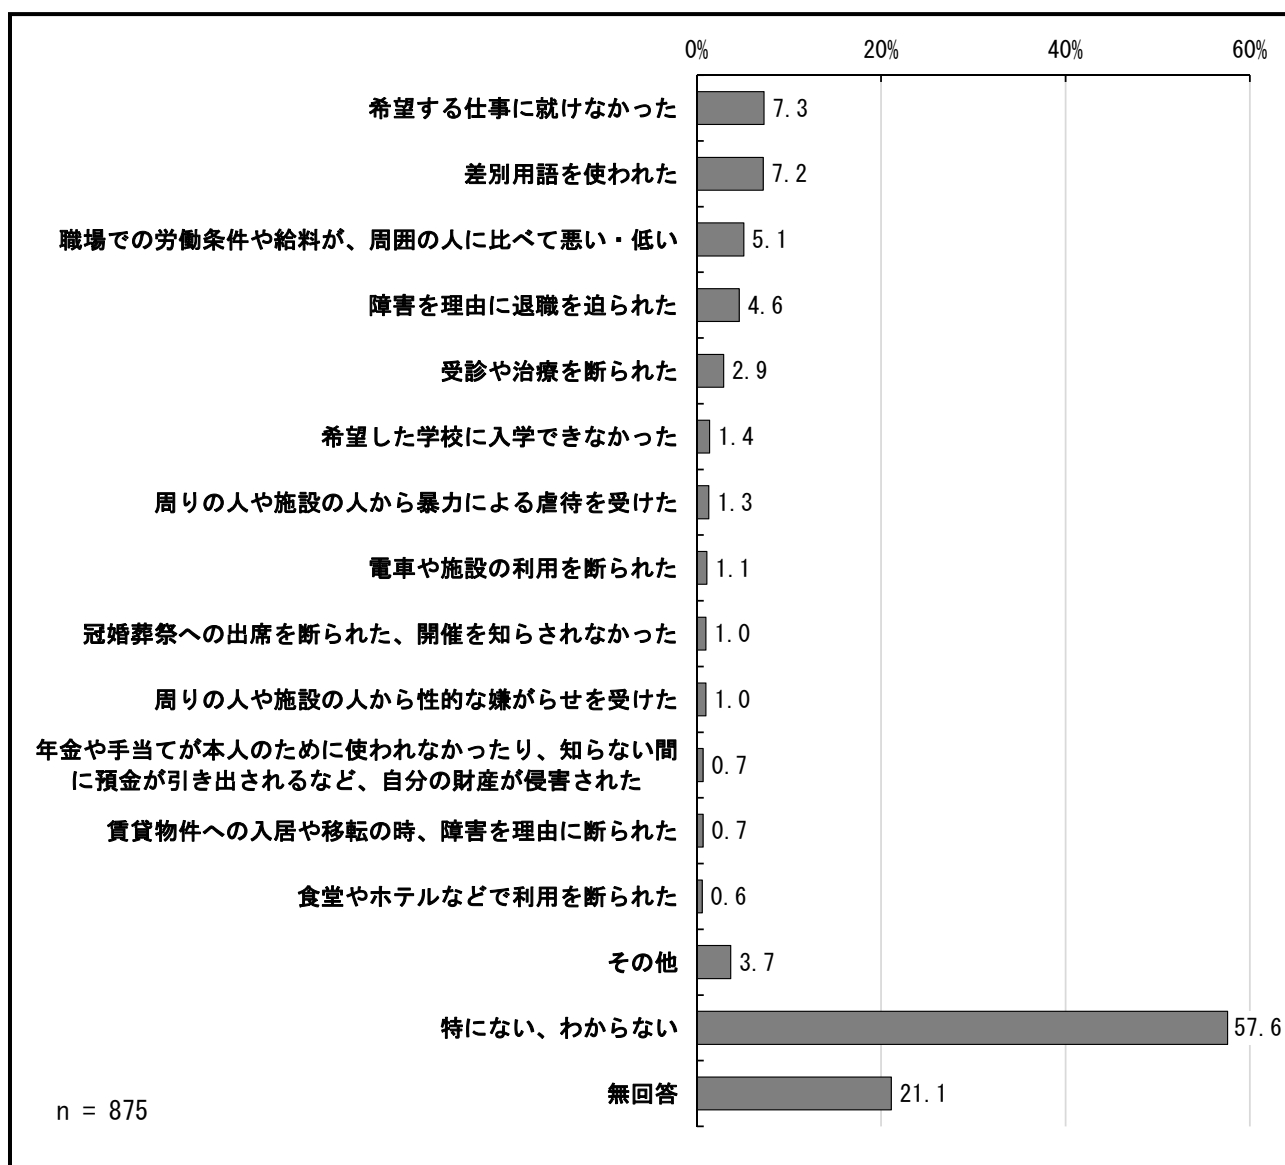 0% 20% 40% 60%
希望する仕事に就けなかった 7.3
差別用語を使われた 7.2
職場での労働条件や給料が、周囲の人に比べて悪い・低い 5.1
障害を理由に退職を迫られた 4.6
受診や治療を断られた 2.9
希望した学校に入学できなかった 1.4
周りの人や施設の人から暴力による虐待を受けた 1.3
電車や施設の利用を断られた 1.1
冠婚葬祭への出席を断られた、開催を知らされなかった 1.0
周りの人や施設の人から性的な嫌がらせを受けた 1.0
年金や手当てが本人のために使われなかったり、知らない間
に預金が引き出されるなど、自分の財産が侵害された 0.7
賃貸物件への入居や移転の時、障害を理由に断られた 0.7
食堂やホテルなどで利用を断られた 0.6
その他 3.7
特にない、わからない 57.6
無回答 21.1
n = 875